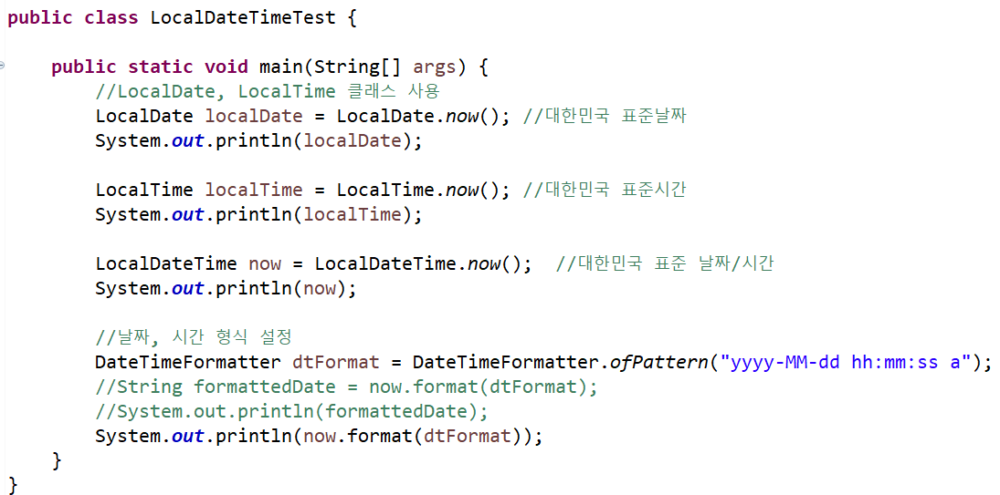 public class LocalDateTimeTest {
public static void main(String[] args) {
//LocalDate, LocalTime 클래스 사용
LocalDate localDate = LocalDate.now(); //대한민국 표준날짜
System.out.println(localDate);
LocalTime localTime = LocalTime.now(); //대한민국 표준시간
System.out.println(localTime);
LocalDateTime now = LocalDateTime.now();  //대한민국 표준 날짜/시간
System.out.println(now);
//날짜, 시간 형식 설정
DateTimeFormatter dtFormat = DateTimeFormatter.ofPattern("yyyy-MM-dd hh:mm:ss a");
//String formattedDate = now.format(dtFormat);
//System.out.println(formattedDate);
System.out.println(now.format(dtFormat));
}
}